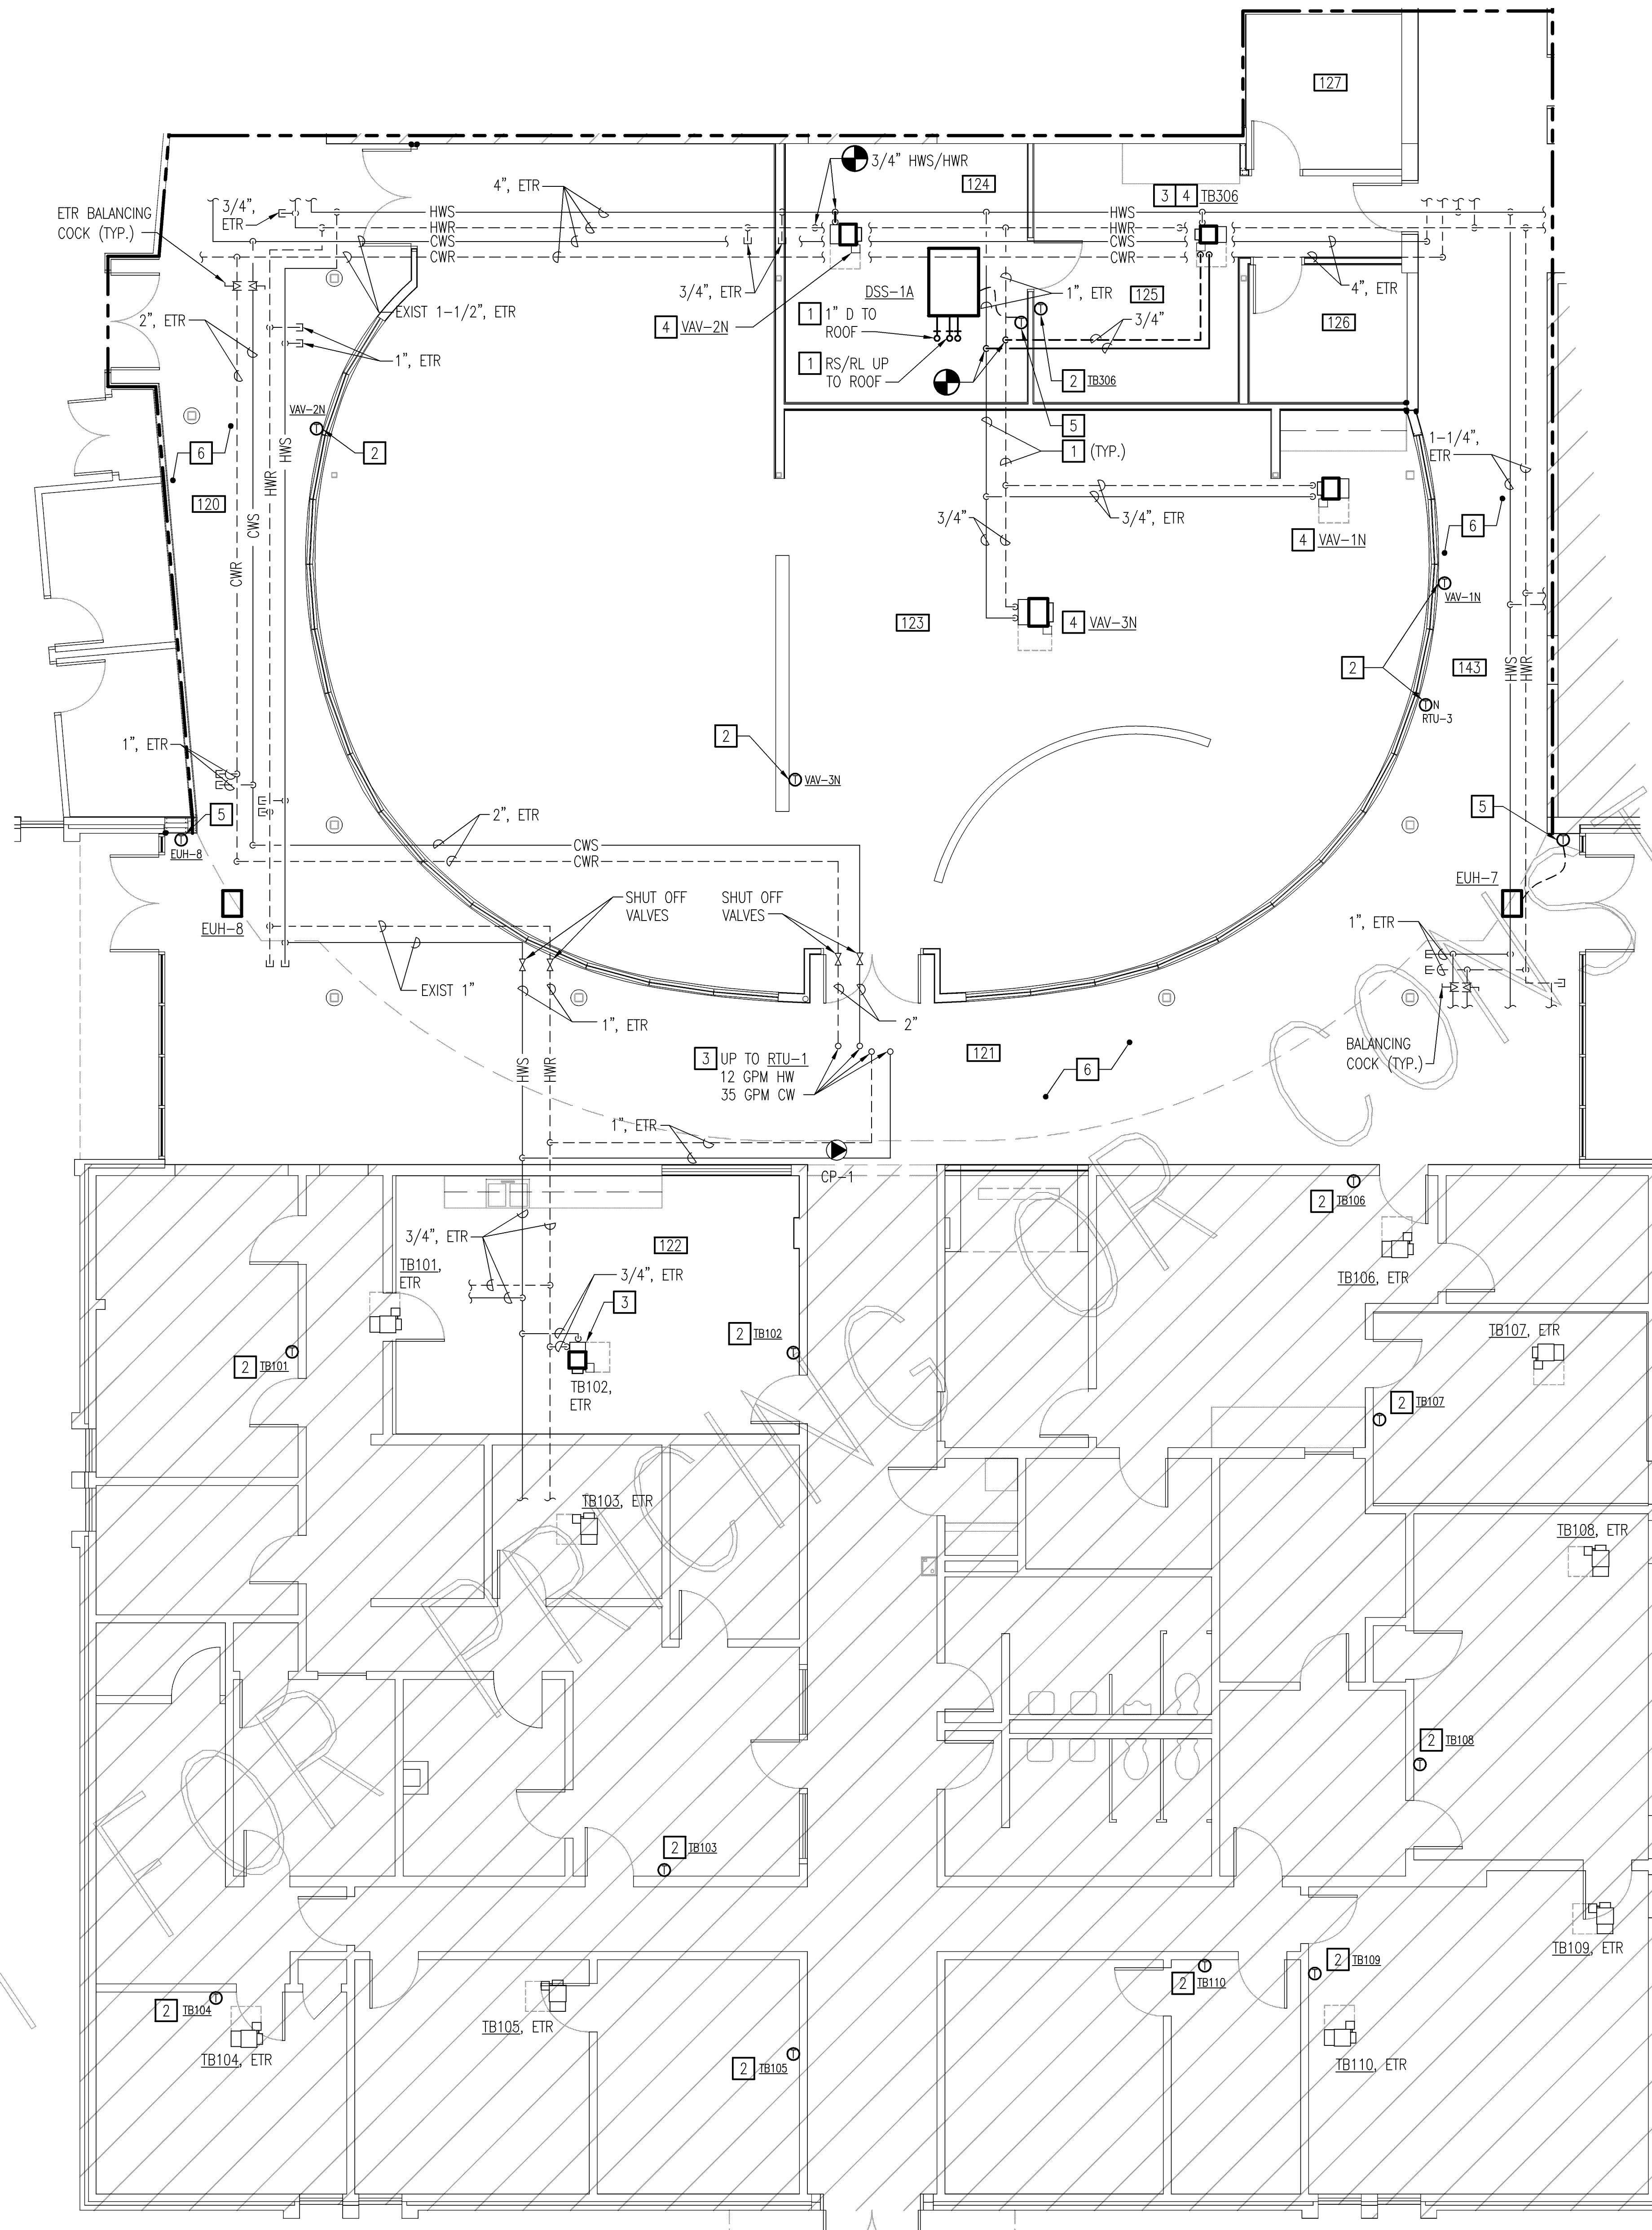 127
3/4" HWS/HWR
124
3 4 TB306
4", ETR
3/4",
ETR
ETR BALANCING
COCK (TYP.)
HWS
HWR
CWS
CWR
HWS
HWR
CWS
CWR
3/4", ETR
DSS-1A
1", ETR
125
4", ETR
126
EXIST 1-1/2", ETR
4 VAV-2N
1 1" D TO
ROOF
3/4"
2", ETR
1", ETR
1 RS/RL UP
TO ROOF
2 TB306
VAV-2N
2
5
1 (TYP.)
1-1/4",
ETR
6
HWS
HWR
120
CWS
CWR
3/4"
3/4", ETR
6
4 VAV-1N
VAV-1N
123
4 VAV-3N
2
143
HWS
HWR
N
RTU-3
2
VAV-3N
1", ETR
5
EUH-8
2", ETR
5
CWS
CWR
EUH-7
EUH-8
SHUT OFF
VALVES
SHUT OFF
VALVES
1", ETR
EXIST 1"
1", ETR
2"
BALANCING
COCK (TYP.)
HWS
HWR
3 UP TO RTU-1
12 GPM HW
35 GPM CW
121
6
1", ETR
CP-1
2 TB106
3/4", ETR
122
TB101,
ETR
3/4", ETR
3
TB106, ETR
2 TB101
2 TB102
TB107, ETR
TB102,
ETR
2 TB107
TB103, ETR
TB108, ETR
2 TB108
2 TB103
TB109, ETR
2 TB104
TB104, ETR
TB105, ETR
2 TB105
2 TB110
2 TB109
TB110, ETR
FOR BRR ACCG ORACCESS